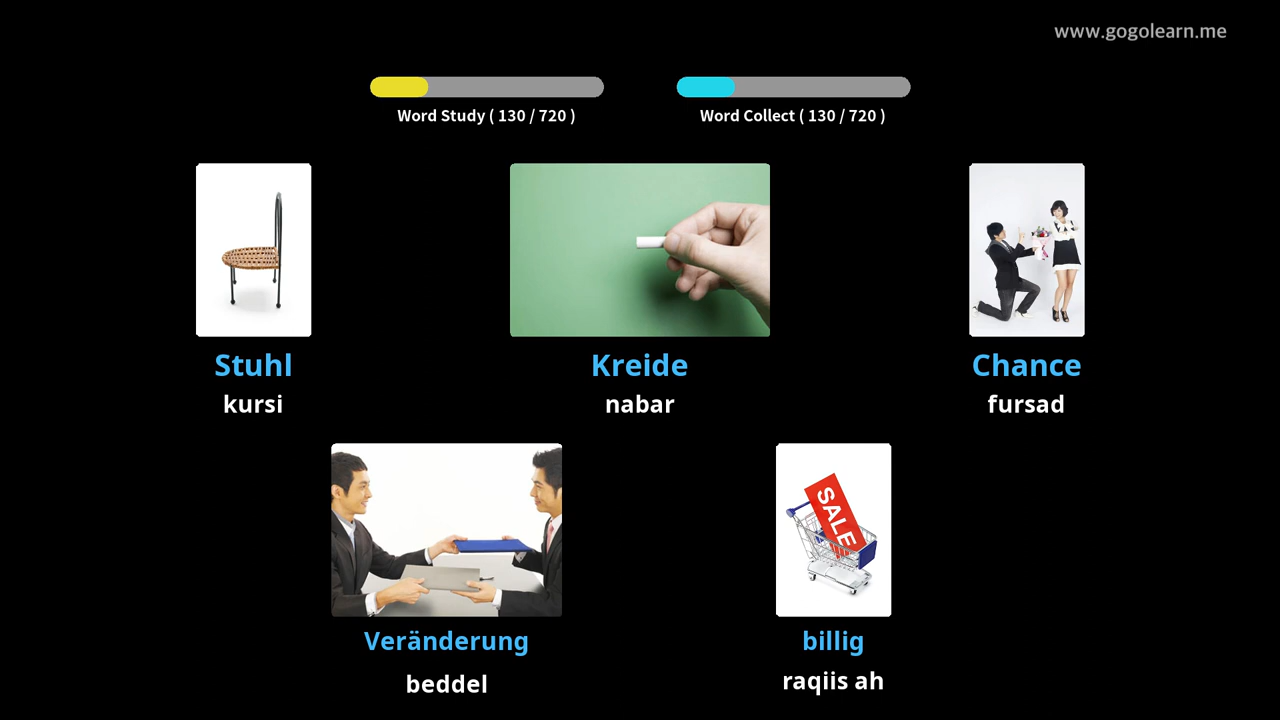 www.gogolearn.me
Word Study ( 130 / 720 )
Word Collect ( 130 / 720 )
Stuhl
kursi
Kreide
nabar
Chance
fursad
SALE
Veränderung
beddel
billig
raqiis ah